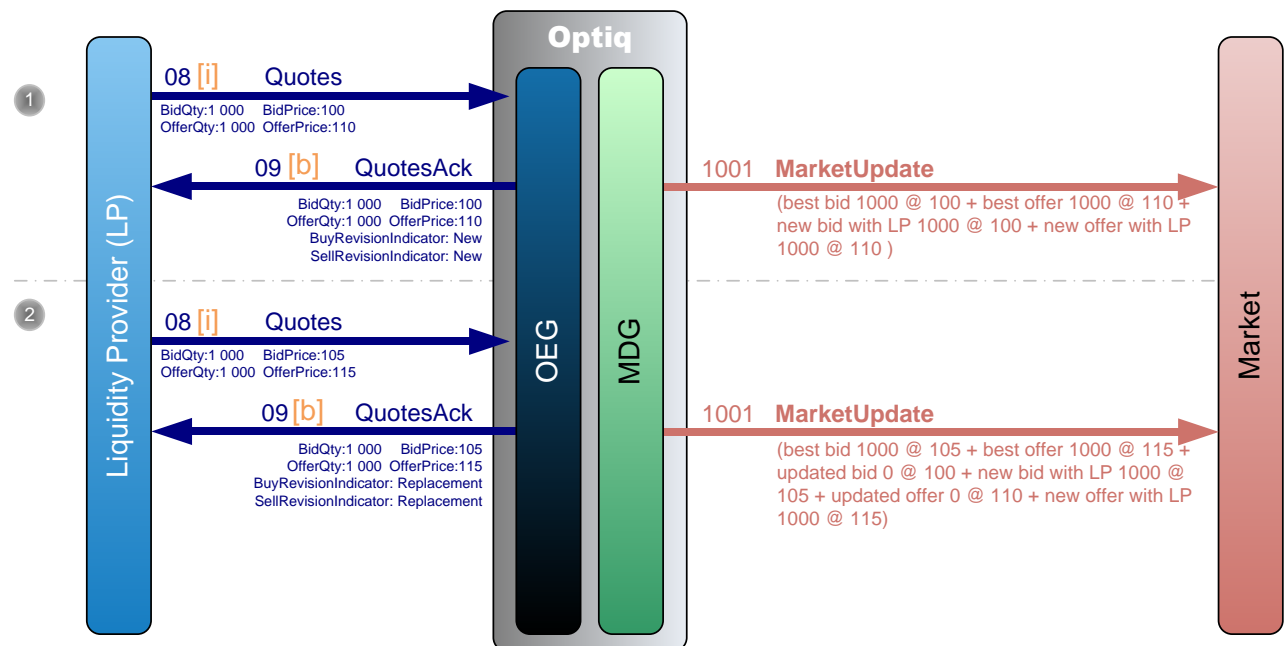 Optiq
1
08 [i] Quotes
BidQty:1 000 BidPrice:100
OfferQty:1 000 OfferPrice:110
09 [b] QuotesAck
BidQty:1 000 BidPrice:100
OfferQty:1 000 OfferPrice:110
BuyRevisionIndicator: New
SellRevisionIndicator: New
1001 MarketUpdate
(best bid 1000 @ 100 + best offer 1000 @ 110 +
new bid with LP 1000 @ 100 + new offer with LP
1000 @ 110 )
2
08 [i] Quotes
BidQty:1 000 BidPrice:105
OfferQty:1 000 OfferPrice:115
09 [b] QuotesAck
BidQty:1 000 BidPrice:105
OfferQty:1 000 OfferPrice:115
BuyRevisionIndicator: Replacement
SellRevisionIndicator: Replacement
1001 MarketUpdate
(best bid 1000 @ 105 + best offer 1000 @ 115 +
updated bid 0 @ 100 + new bid with LP 1000 @
105 + updated offer 0 @ 110 + new offer with LP
1000 @ 115)
Liquidity Provider (LP)
OEG
MDG
Market